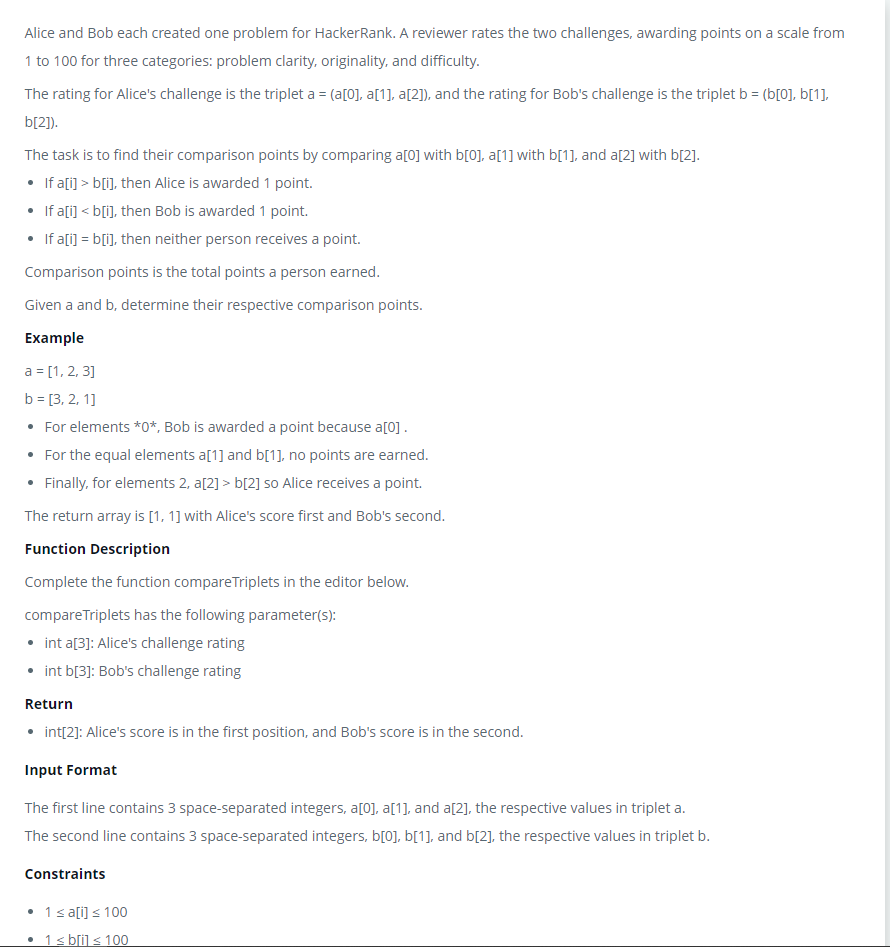 Alice and Bob each created one problem for HackerRank. A reviewer rates the two challenges, awarding points on a scale from
1 to 100 for three categories: problem clarity, originality, and difficulty.
The rating for Alice's challenge is the triplet a = (a[0], a[1], a[2]), and the rating for Bob's challenge is the triplet b = (b[0], b[1],
b[2]).
The task is to find their comparison points by comparing a[0] with b[0], a[1] with b[1], and a[2] with b[2].
• If a[i] > b[i], then Alice is awarded 1 point.
• If a[i] < b[i], then Bob is awarded 1 point.
• If a[i] = b[i], then neither person receives a point.
Comparison points is the total points a person earned.
Given a and b, determine their respective comparison points.
Example
a = [1, 2, 3]
b = [3, 2, 1]
• For elements *0*, Bob is awarded a point because a[0] .
• For the equal elements a[1] and b[1], no points are earned.
• Finally, for elements 2, a[2] > b[2] so Alice receives a point.
The return array is [1, 1] with Alice's score first and Bob's second.
Function Description
Complete the function compareTriplets in the editor below.
compareTriplets has the following parameter(s):
• int a[3]: Alice's challenge rating
• int b[3]: Bob's challenge rating
Return
• int[2]: Alice's score is in the first position, and Bob's score is in the second.
Input Format
The first line contains 3 space-separated integers, a[0], a[1], and a[2], the respective values in triplet a.
The second line contains 3 space-separated integers, b[0], b[1], and b[2], the respective values in triplet b.
Constraints
• 1 ≤ a[i] ≤ 100
• 1 ≤ b[i] ≤ 100